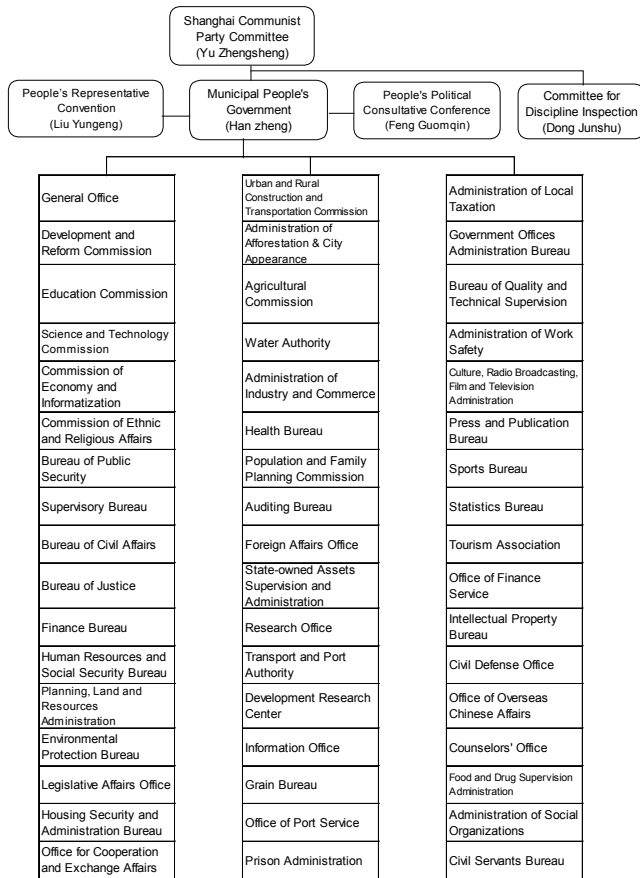 Shanghai Communist
Party Committee
(Yu Zhengsheng)
People's Representative
Convention
(Liu Yungeng)
Municipal People's
Government
(Han zheng)
People's Political
Consultative Conference
(Feng Guomqin)
Committee for
Discipline Inspection
(Dong Junshu)
General Office
Development and
Reform Commission
Education Commission
Science and Technology
Commission
Commission of
Economy and
Informatization
Commission of Ethnic
and Religious Affairs
Bureau of Public
Security
Supervisory Bureau
Bureau of Civil Affairs
Bureau of Justice
Finance Bureau
Human Resources and
Social Security Bureau
Planning, Land and
Resources
Administration
Environmental
Protection Bureau
Legislative Affairs Office
Housing Security and
Administration Bureau
Office for Cooperation
and Exchange Affairs
Urban and Rural
Construction and
Transportation Commission
Administration of
Afforestation & City
Appearance
Agricultural
Commission
Water Authority
Administration of
Industry and Commerce
Health Bureau
Population and Family
Planning Commission
Auditing Bureau
Foreign Affairs Office
State-owned Assets
Supervision and
Administration
Research Office
Transport and Port
Authority
Development Research
Center
Information Office
Grain Bureau
Office of Port Service
Prison Administration
Administration of Local
Taxation
Government Offices
Administration Bureau
Bureau of Quality and
Technical Supervision
Administration of Work
Safety
Culture, Radio Broadcasting,
Film and Television
Administration
Press and Publication
Bureau
Sports Bureau
Statistics Bureau
Tourism Association
Office of Finance
Service
Intellectual Property
Bureau
Civil Defense Office
Office of Overseas
Chinese Affairs
Counselors' Office
Food and Drug Supervision
Administration
Administration of Social
Organizations
Civil Servants Bureau